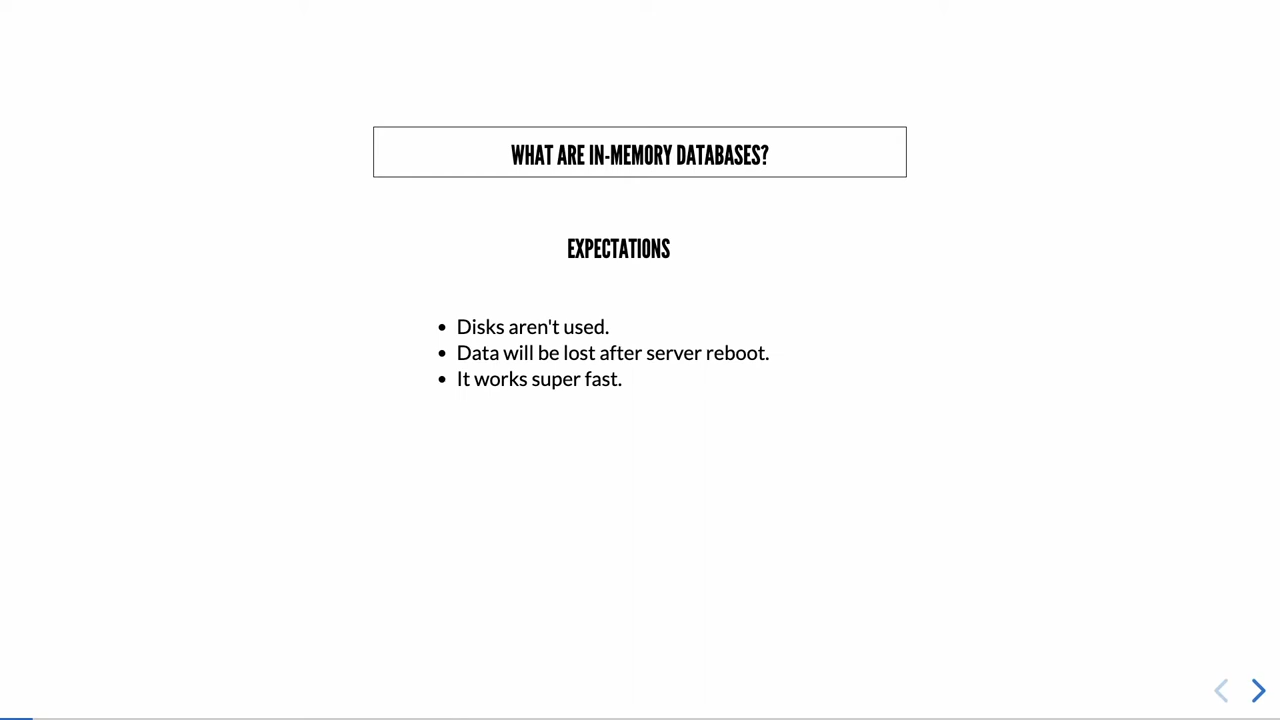 WHAT ARE IN-MEMORY DATABASES?
EXPECTATIONS
• Disks aren't used.
• Data will be lost after server reboot.
• It works super fast.